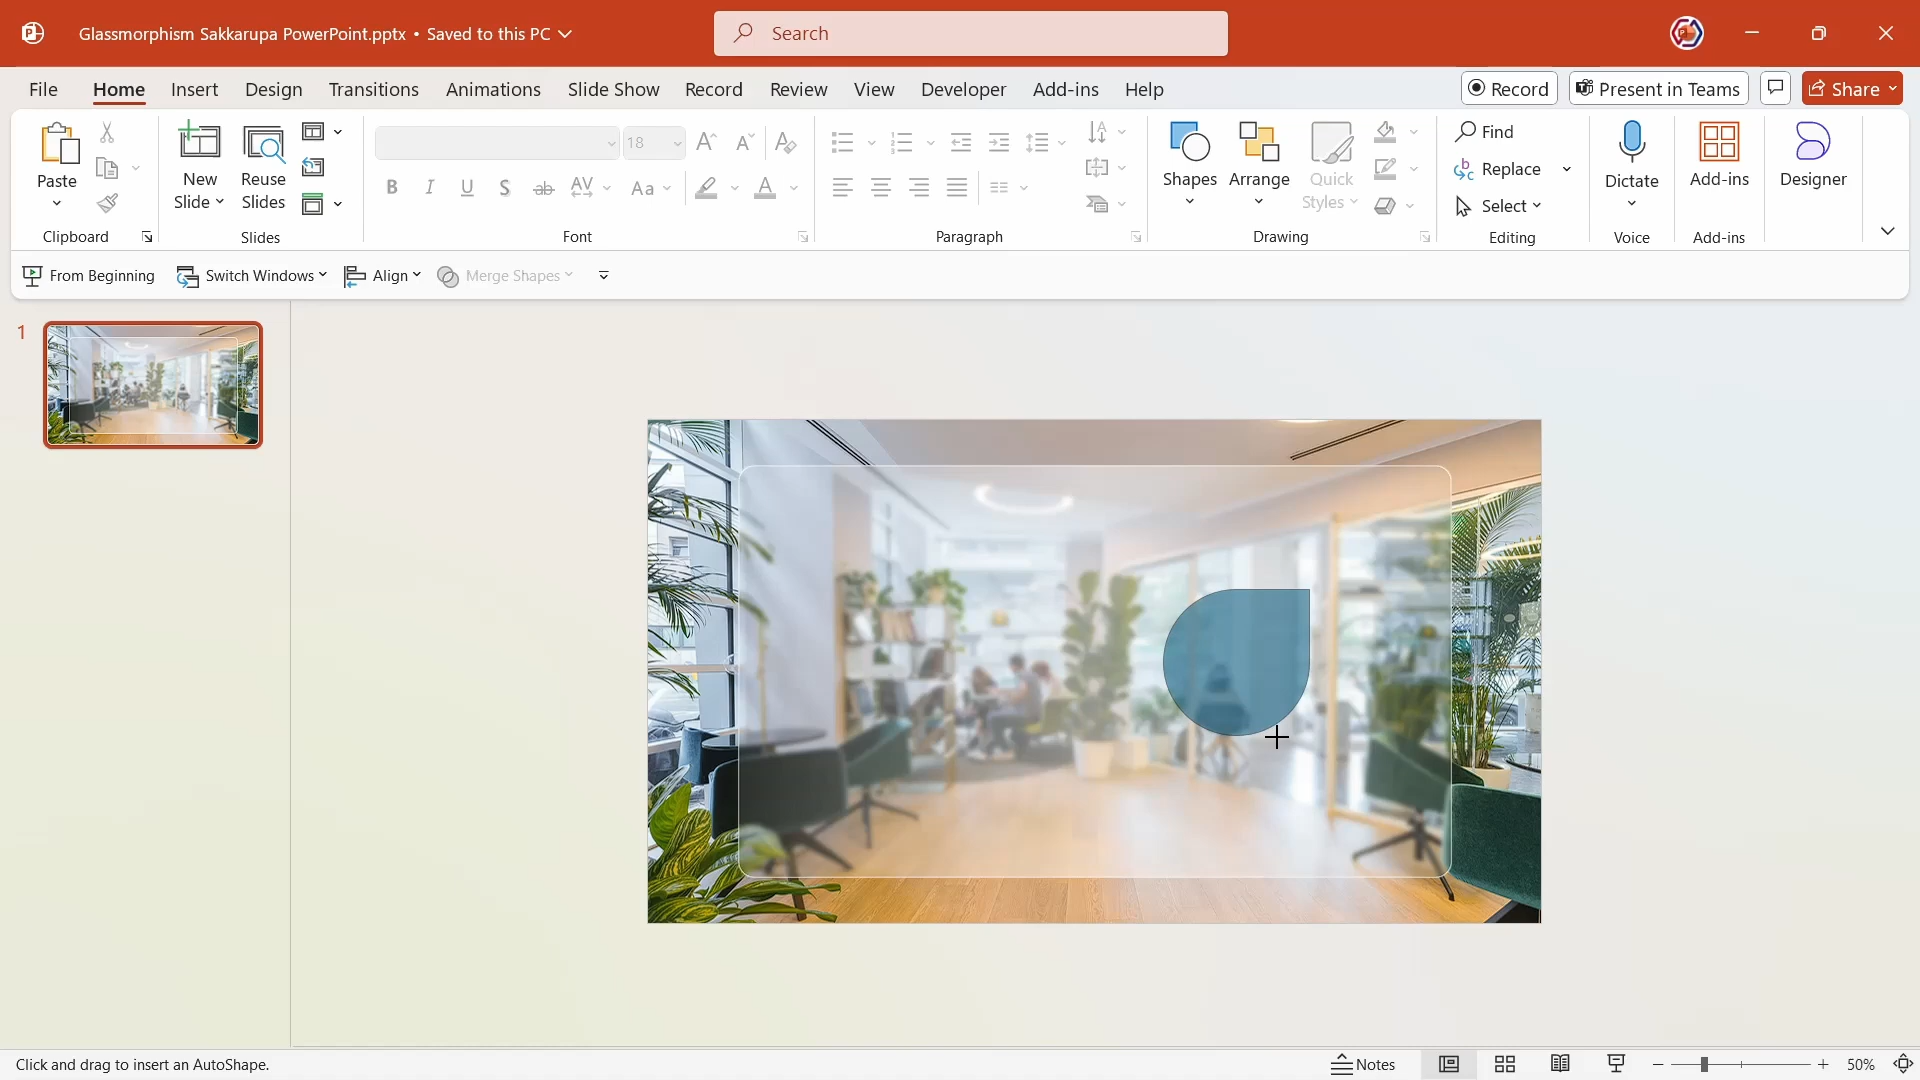 Glassmorphism Sakkarupa PowerPoint.pptx • Saved to this PC
Search
File Home Insert Design Transitions Animations Slide Show Record Review View Developer Add-ins Help
Record Present in Teams Share
Paste
New Slide
Reuse Slides
18
B I U S ab AV Aa A
Shapes
Arrange
Quick Styles
Find
Replace
Select
Dictate
Add-ins
Designer
Clipboard Slides Font Paragraph Drawing Editing Voice Add-ins
From Beginning Switch Windows Align Merge Shapes
1
Click and drag to insert an AutoShape.
Notes
50%